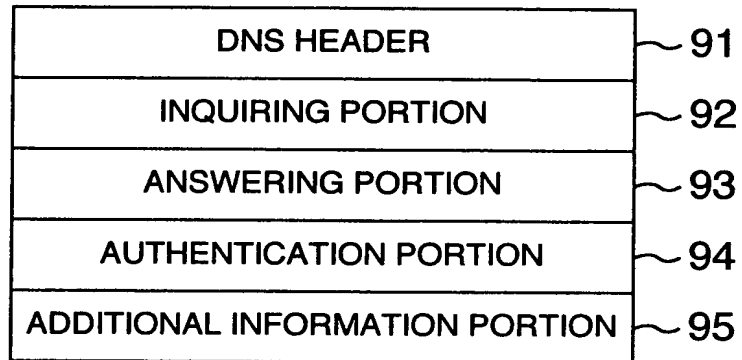 DNS HEADER 91
INQUIRING PORTION 92
ANSWERING PORTION 93
AUTHENTICATION PORTION 94
ADDITIONAL INFORMATION PORTION 95